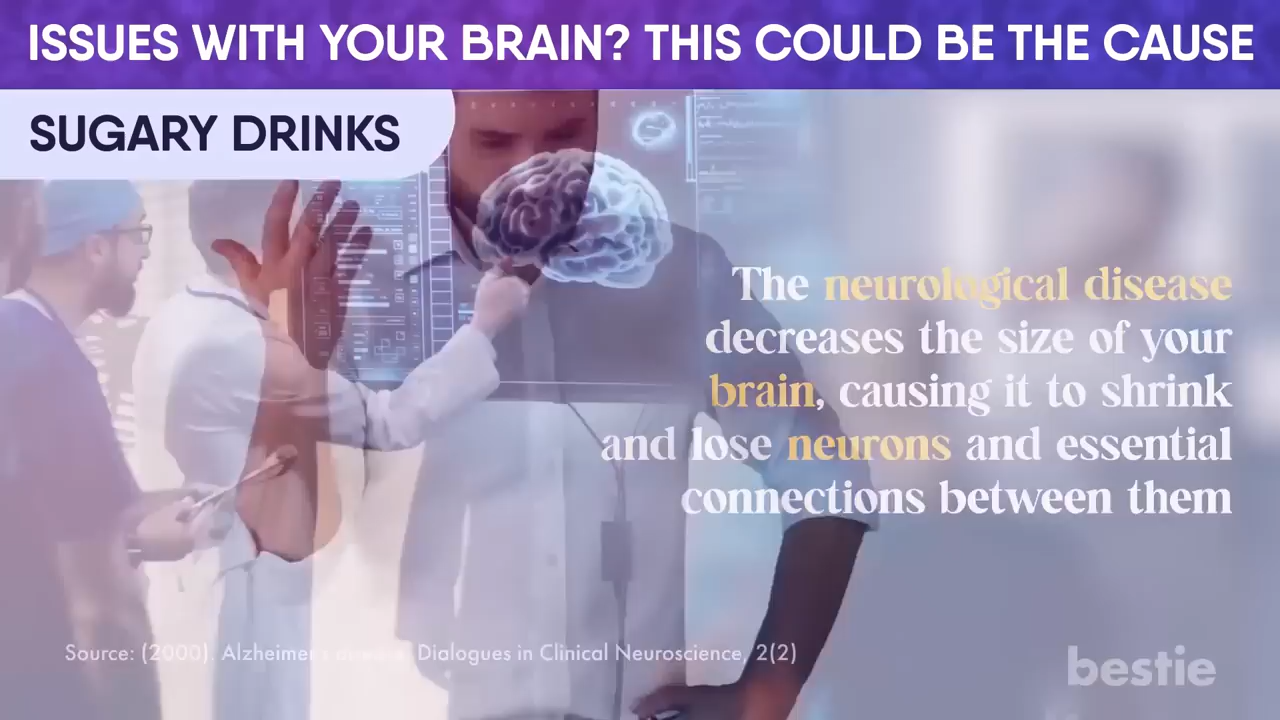 ISSUES WITH YOUR BRAIN? THIS COULD BE THE CAUSE
SUGARY DRINKS
The neurological disease
decreases the size of your
brain, causing it to shrink
and lose neurons and essential
connections between them
Source: (2000). Alzheimer's disease. Dialogues in Clinical Neuroscience, 2(2)
bestie